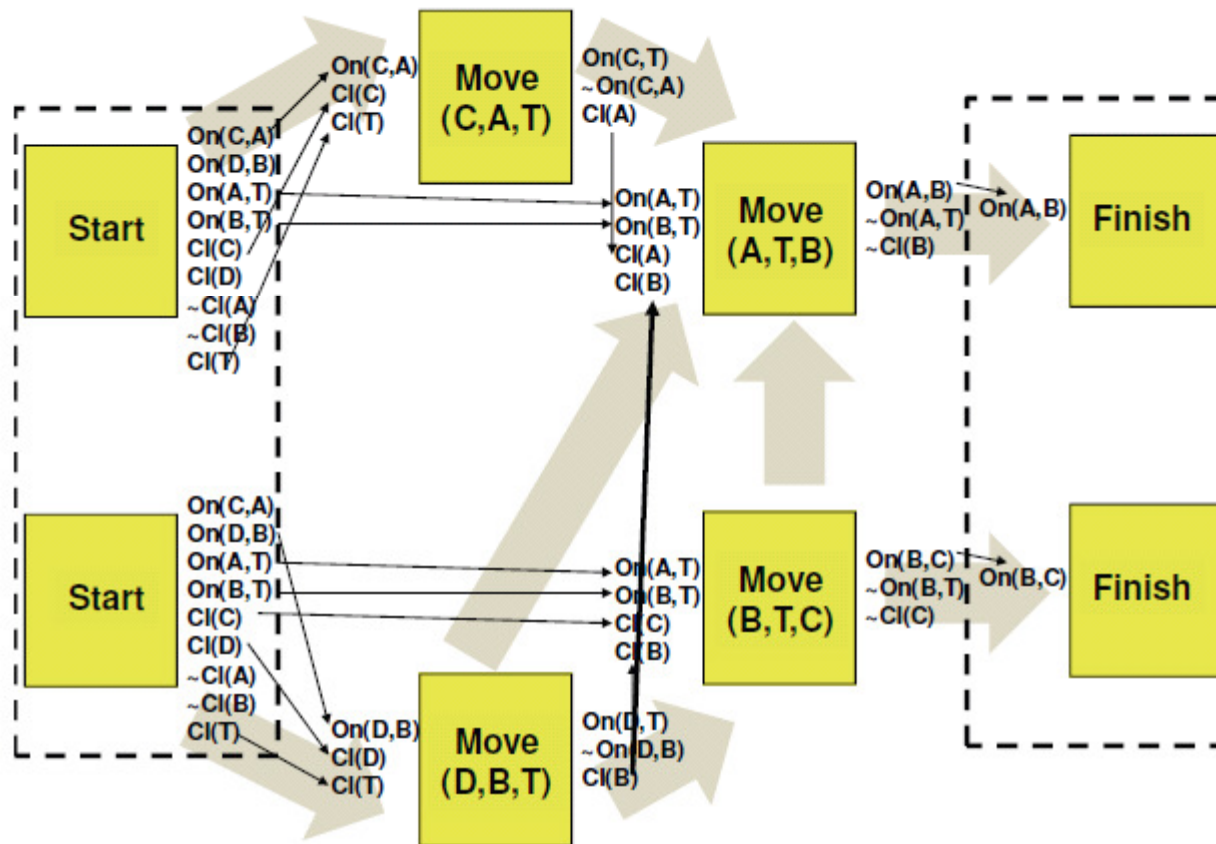 On(C,A)
Cl(C)
Cl(T)
Move
(C,A,T)
On(C,T)
~On(C,A)
Cl(A)
Start
On(C,A)
On(D,B)
On(A,T)
On(B,T)
Cl(C)
Cl(D)
~Cl(A)
~Cl(B)
Cl(T)
On(A,T)
On(B,T)
Cl(A)
Cl(B)
Move
(A,T,B)
On(A,B)
~On(A,T)
~Cl(B)
On(A,B)
Finish
Start
On(C,A)
On(D,B)
On(A,T)
On(B,T)
Cl(C)
Cl(D)
~Cl(A)
~Cl(B)
Cl(T)
On(A,T)
On(B,T)
Cl(C)
Cl(B)
Move
(B,T,C)
On(B,C)
~On(B,T)
~Cl(C)
On(B,C)
Finish
On(D,B)
Cl(D)
Cl(T)
Move
(D,B,T)
On(D,T)
~On(D,B)
Cl(B)